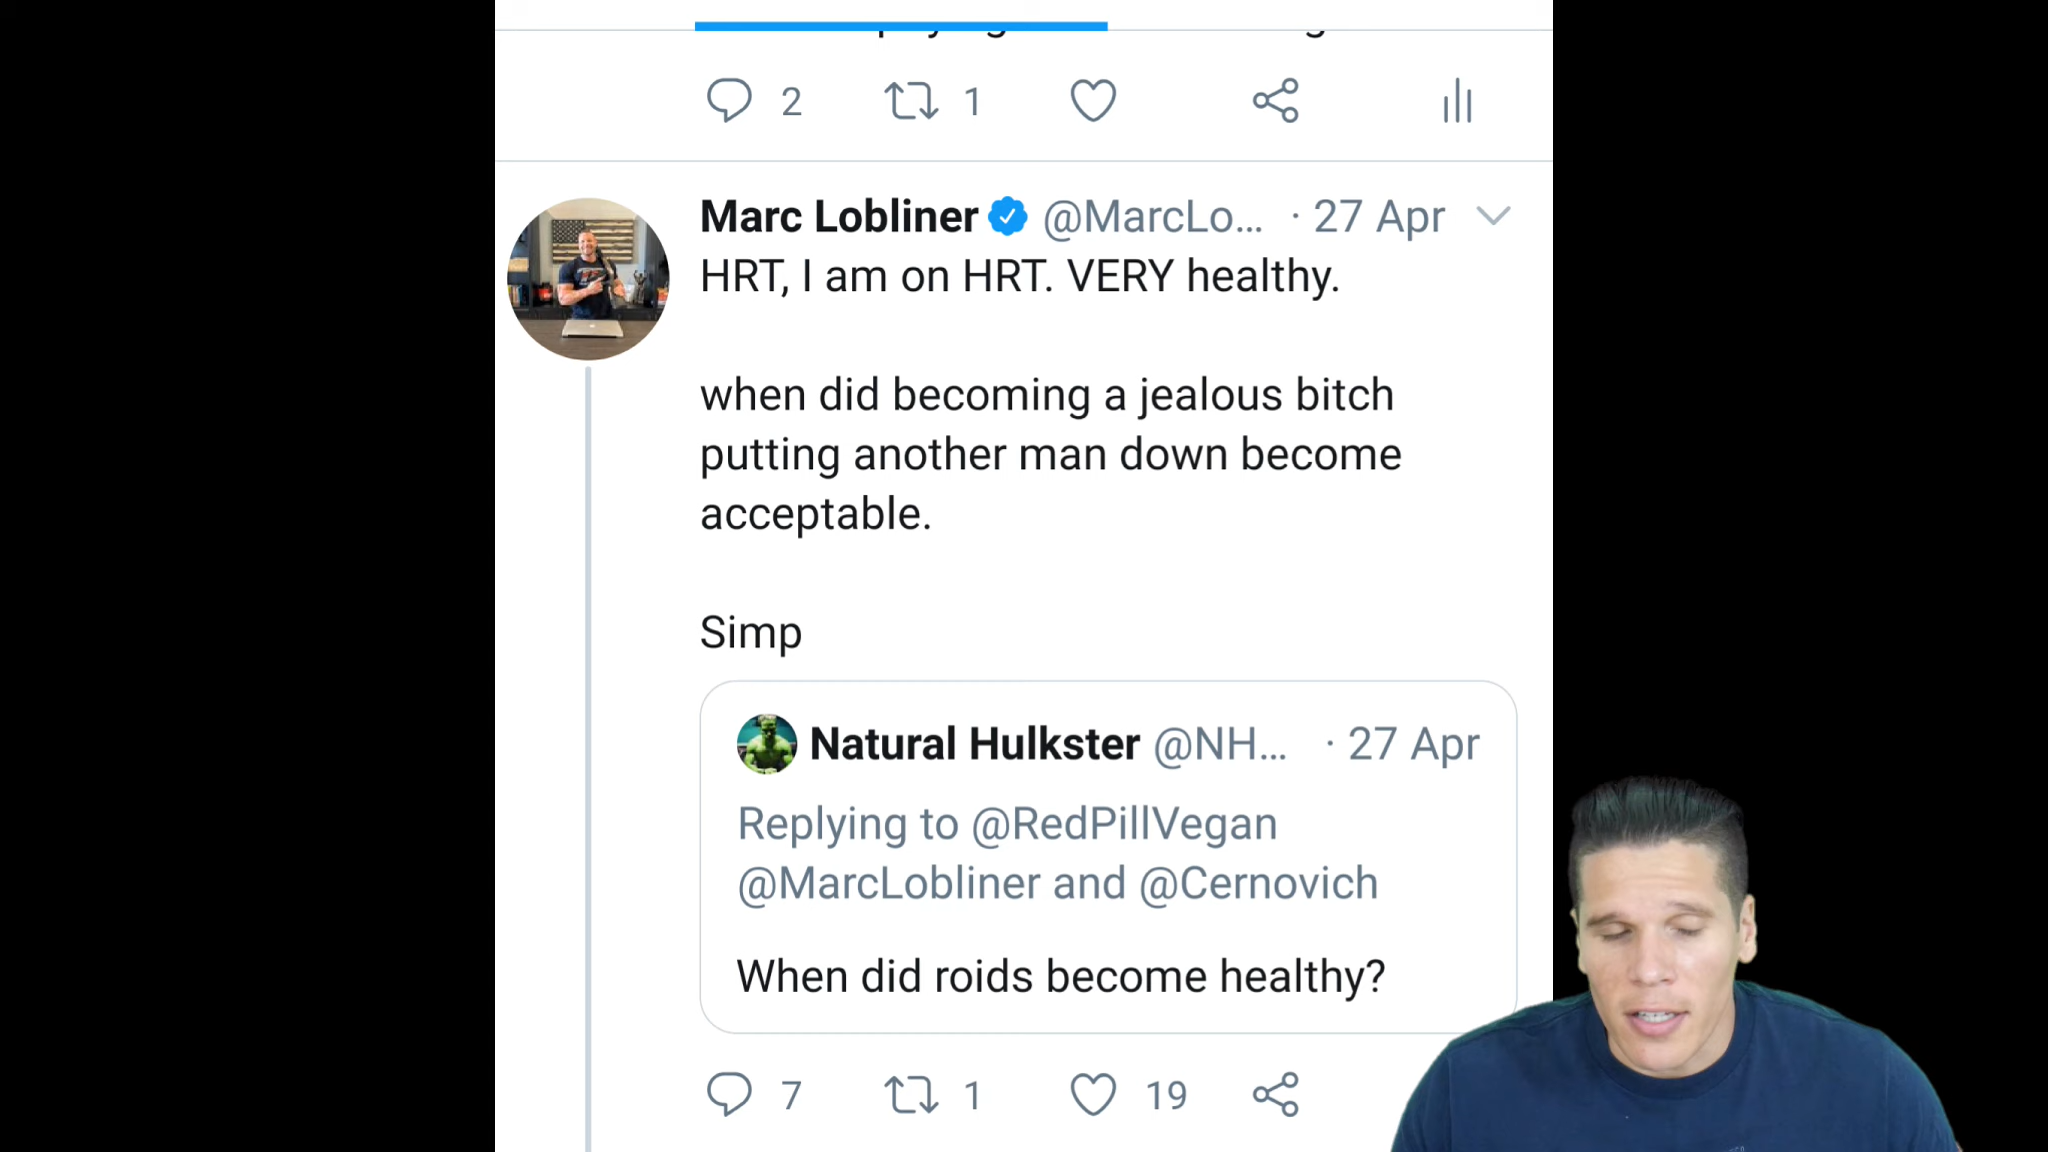 2 1
Marc Lobliner @MarcLo... · 27 Apr
HRT, I am on HRT. VERY healthy.
when did becoming a jealous bitch
putting another man down become
acceptable.
Simp
Natural Hulkster @NH... · 27 Apr
Replying to @RedPillVegan
@MarcLobliner and @Cernovich
When did roids become healthy?
7 1 19